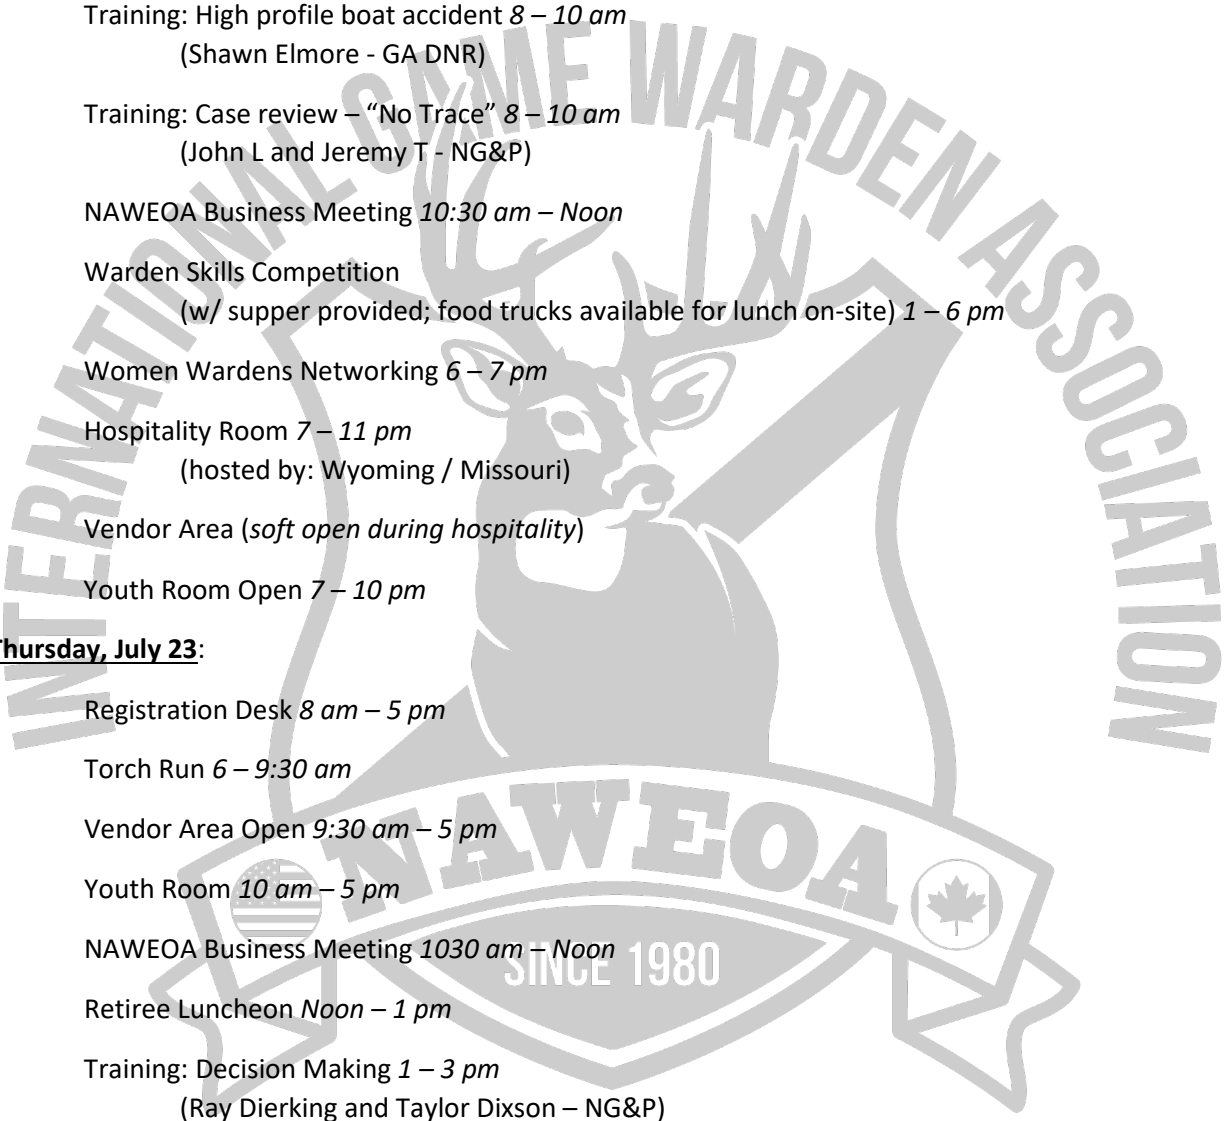 Training: High profile boat accident 8 – 10 am
(Shawn Elmore - GA DNR)
Training: Case review – “No Trace” 8 – 10 am
(John L and Jeremy T - NG&P)
NAWEOA Business Meeting 10:30 am – Noon
Warden Skills Competition
(w/ supper provided; food trucks available for lunch on-site) 1 – 6 pm
Women Wardens Networking 6 – 7 pm
Hospitality Room 7 – 11 pm
(hosted by: Wyoming / Missouri)
Vendor Area (soft open during hospitality)
Youth Room Open 7 – 10 pm
Thursday, July 23:
Registration Desk 8 am – 5 pm
Torch Run 6 – 9:30 am
Vendor Area Open 9:30 am – 5 pm
Youth Room 10 am – 5 pm
NAWEOA Business Meeting 1030 am – Noon
Retiree Luncheon Noon – 1 pm
Training: Decision Making 1 – 3 pm
(Ray Dierking and Taylor Dixson – NG&P)
INTERNATIONAL GAME WARDEN ASSOCIATION
NAWEOA
SINCE 1980